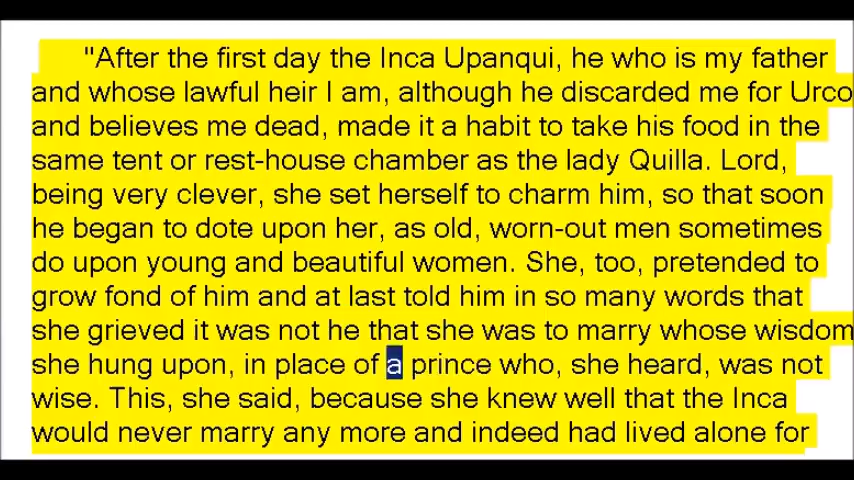 "After the first day the Inca Upanqui, he who is my father
and whose lawful heir I am, although he discarded me for Urco
and believes me dead, made it a habit to take his food in the
same tent or rest-house chamber as the lady Quilla. Lord,
being very clever, she set herself to charm him, so that soon
he began to dote upon her, as old, worn-out men sometimes
do upon young and beautiful women. She, too, pretended to
grow fond of him and at last told him in so many words that
she grieved it was not he that she was to marry whose wisdom
she hung upon, in place of a prince who, she heard, was not
wise. This, she said, because she knew well that the Inca
would never marry any more and indeed had lived alone for